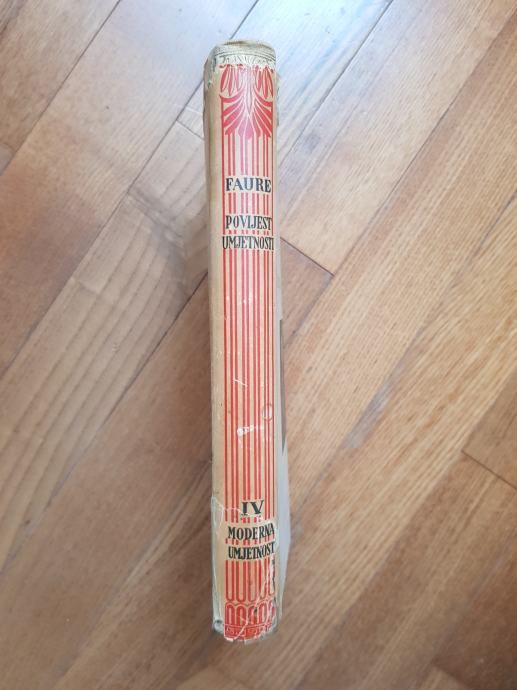 FAURE
POVIJEST
UMJETNOSTI
IV
MODERNA
UMJETNOST